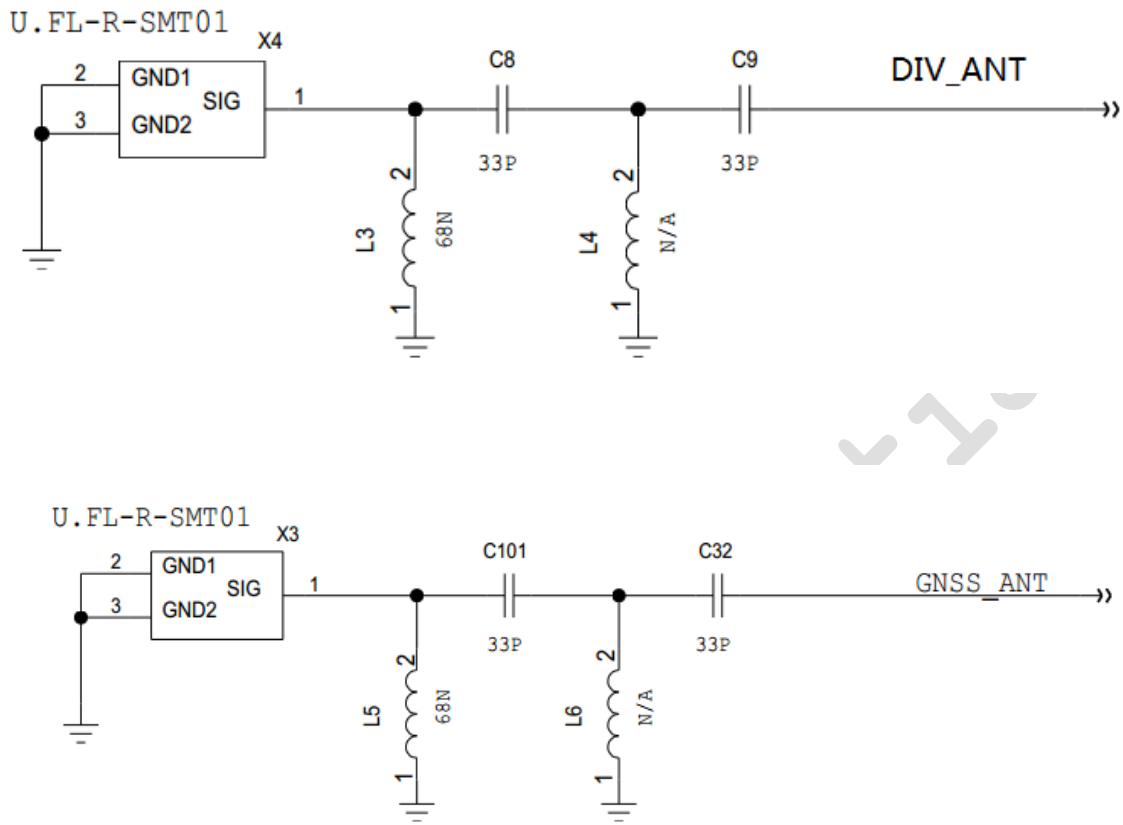 U.FL-R-SMT01
X4
C8
C9
DIV_ANT
2
GND1
SIG
1
3
GND2
33P
33P
2
2
L3
68N
L4
N/A
1
1
U.FL-R-SMT01
X3
C101
C32
2
GND1
SIG
1
GNSS_ANT
3
GND2
33P
33P
2
2
L5
68N
L6
N/A
1
1